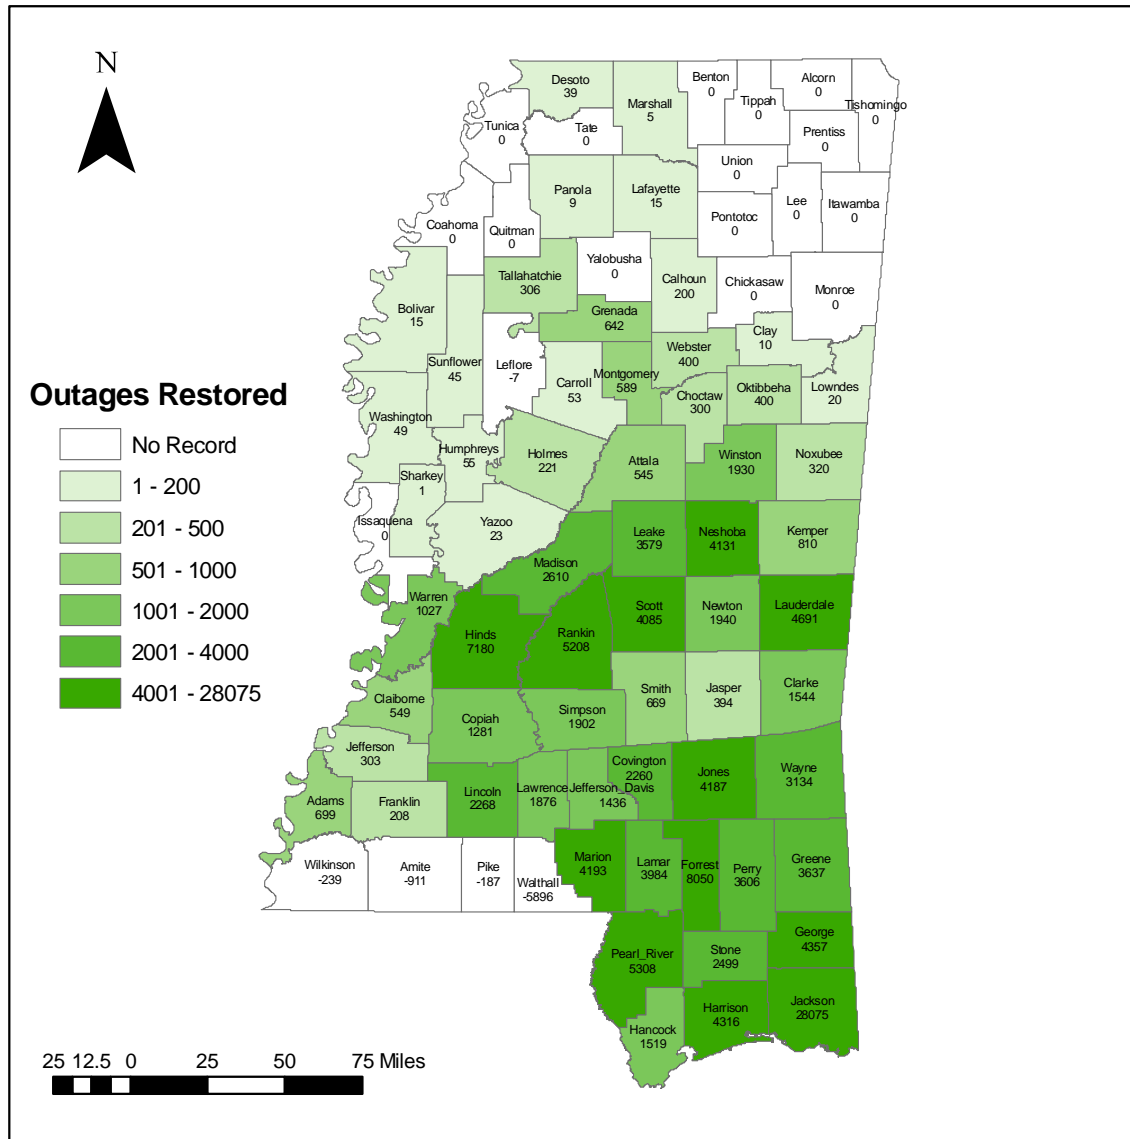 N
Desoto
39
Marshall
5
Benton
0
Tippah
0
Alcorn
0
Tishomingo
0
Tunica
0
Tate
0
Prentiss
0
Union
0
Panola
9
Lafayette
15
Pontotoc
0
Lee
0
Itawamba
0
Coahoma
0
Quitman
0
Yalobusha
0
Tallahatchie
306
Calhoun
200
Chickasaw
0
Monroe
0
Bolivar
15
Grenada
642
Clay
10
Sunflower
45
Leflore
-7
Carroll
53
Montgomery
589
Webster
400
Choctaw
300
Oktibbeha
400
Lowndes
20
Outages Restored
No Record
1 - 200
201 - 500
501 - 1000
1001 - 2000
2001 - 4000
4001 - 28075
Washington
49
Humphreys
55
Holmes
221
Attala
545
Winston
1930
Noxubee
320
Sharkey
1
Issaquena
0
Yazoo
23
Leake
3579
Neshoba
4131
Kemper
810
Madison
2610
Warren
1027
Hinds
7180
Rankin
5208
Scott
4085
Newton
1940
Lauderdale
4691
Claiborne
549
Copiah
1281
Simpson
1902
Smith
669
Jasper
394
Clarke
1544
Jefferson
303
Covington
2260
Jones
4187
Wayne
3134
Adams
699
Franklin
208
Lincoln
2268
Lawrence
1876
Jefferson_Davis
1436
Wilkinson
-239
Amite
-911
Pike
-187
Walthall
-5896
Marion
4193
Lamar
3984
Forrest
8050
Perry
3606
Greene
3637
Pearl_River
5308
Stone
2499
George
4357
Hancock
1519
Harrison
4316
Jackson
28075
25 12.5 0 25 50 75 Miles